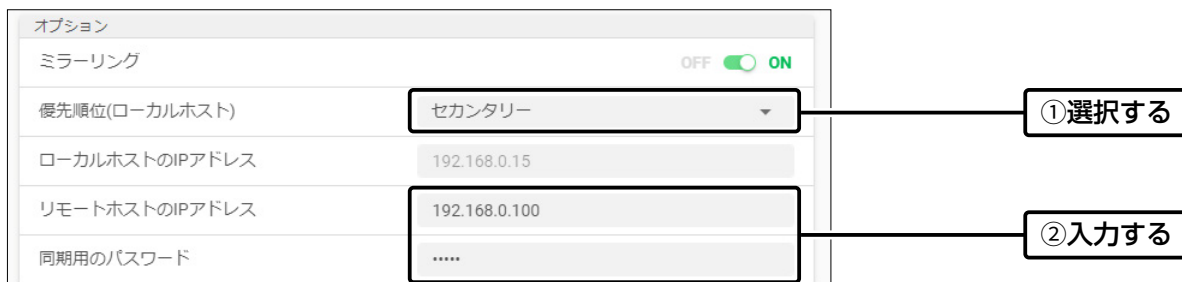 オプション
ミラーリング OFF ON
優先順位(ローカルホスト) セカンダリー ①選択する
ローカルホストのIPアドレス 192.168.0.15
リモートホストのIPアドレス 192.168.0.100
②入力する
同期用のパスワード •••••